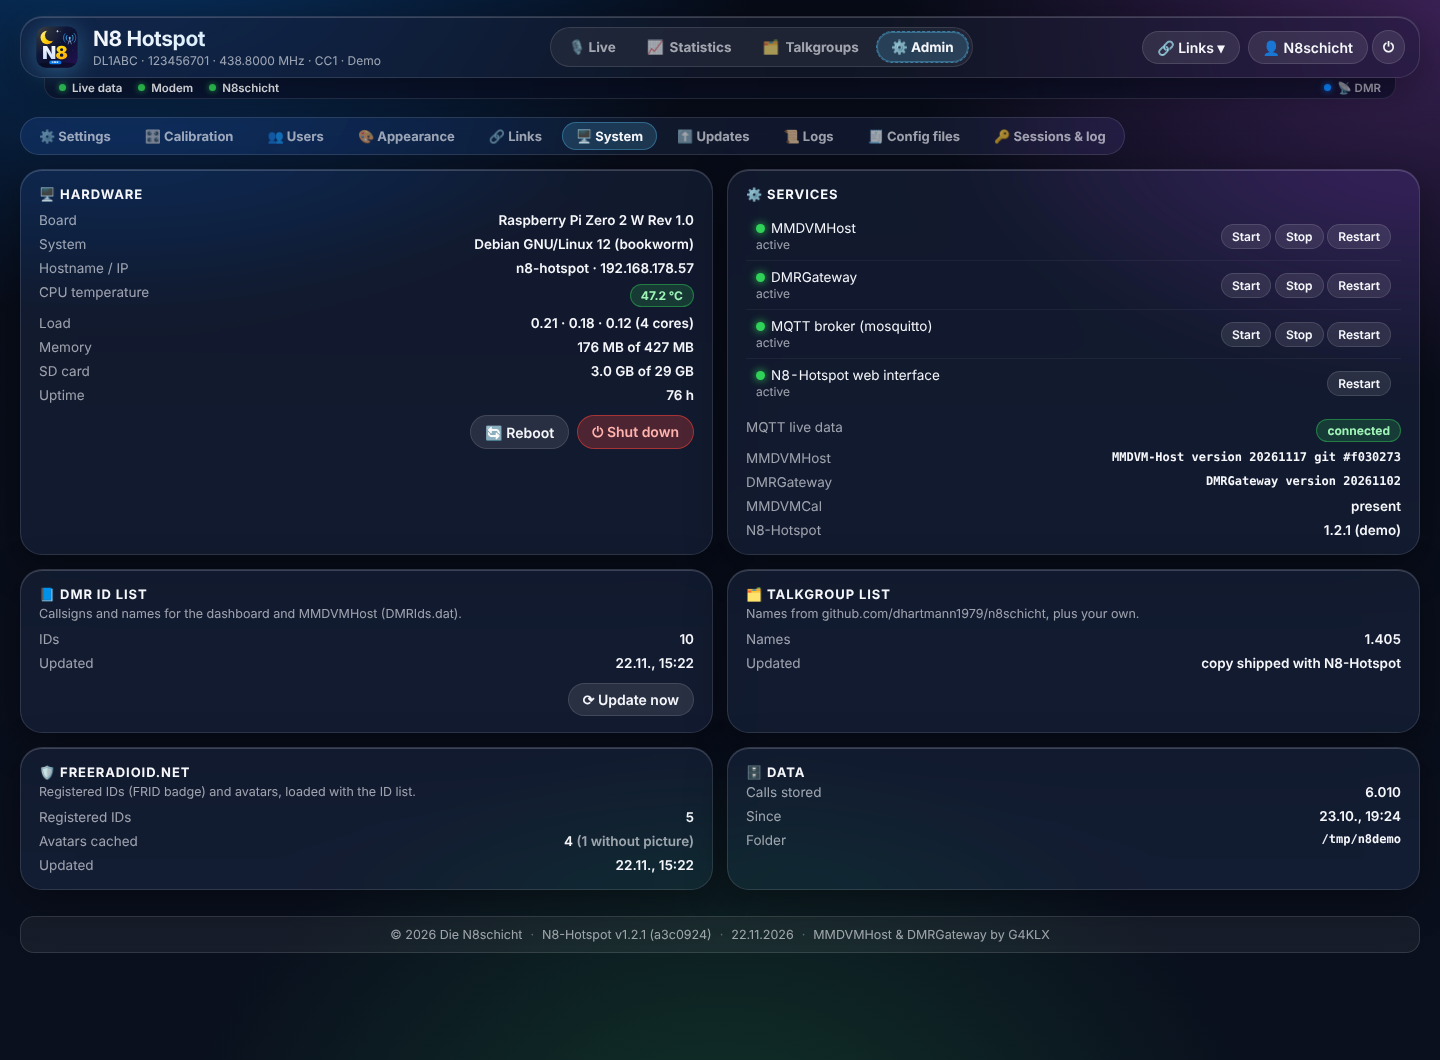 N8
N8 Hotspot
DL1ABC · 123456701 · 438.8000 MHz · CC1 · Demo
Live
Statistics
Talkgroups
Admin
Links ▾
N8schicht
Live data
Modem
N8schicht
DMR
Settings
Calibration
Users
Appearance
Links
System
Updates
Logs
Config files
Sessions & log
HARDWARE
Board Raspberry Pi Zero 2 W Rev 1.0
System Debian GNU/Linux 12 (bookworm)
Hostname / IP n8-hotspot · 192.168.178.57
CPU temperature 47.2 °C
Load 0.21 · 0.18 · 0.12 (4 cores)
Memory 176 MB of 427 MB
SD card 3.0 GB of 29 GB
Uptime 76 h
Reboot Shut down
SERVICES
MMDVMHost
active
Start Stop Restart
DMRGateway
active
Start Stop Restart
MQTT broker (mosquitto)
active
Start Stop Restart
N8-Hotspot web interface
active
Restart
MQTT live data connected
MMDVMHost MMDVM-Host version 20261117 git #f030273
DMRGateway DMRGateway version 20261102
MMDVMCal present
N8-Hotspot 1.2.1 (demo)
DMR ID LIST
Callsigns and names for the dashboard and MMDVMHost (DMRIds.dat).
IDs 10
Updated 22.11., 15:22
⟳ Update now
TALKGROUP LIST
Names from github.com/dhartmann1979/n8schicht, plus your own.
Names 1.405
Updated copy shipped with N8-Hotspot
FREERADIOID.NET
Registered IDs (FRID badge) and avatars, loaded with the ID list.
Registered IDs 5
Avatars cached 4 (1 without picture)
Updated 22.11., 15:22
DATA
Calls stored 6.010
Since 23.10., 19:24
Folder /tmp/n8demo
© 2026 Die N8schicht · N8-Hotspot v1.2.1 (a3c0924) · 22.11.2026 · MMDVMHost & DMRGateway by G4KLX